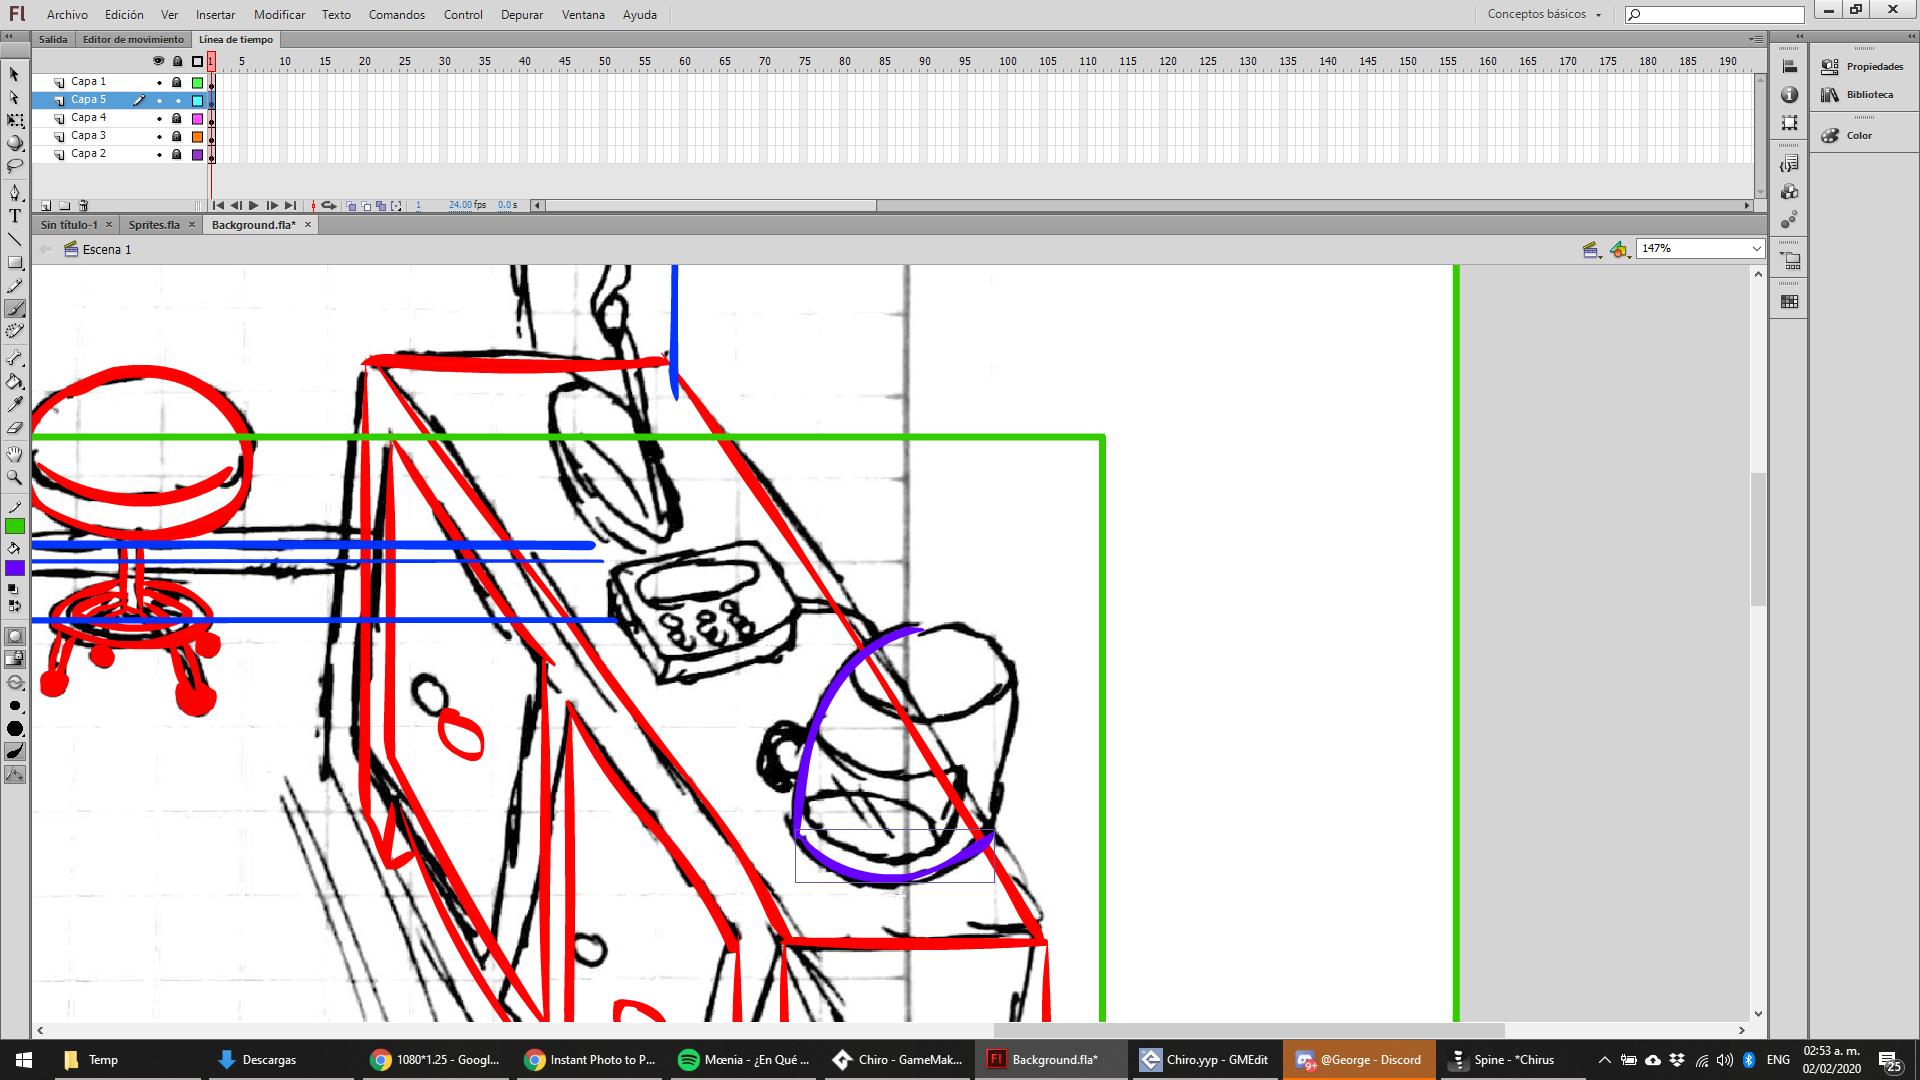 Fl Archivo Edición Ver Insertar Modificar Texto Comandos Control Depurar Ventana Ayuda Conceptos básicos
Salida Editor de movimiento Línea de tiempo
1 5 10 15 20 25 30 35 40 45 50 55 60 65 70 75 80 85 90 95 100 105 110 115 120 125 130 135 140 145 150 155 160 165 170 175 180 185 190
Capa 1
Capa 5
Capa 4
Capa 3
Capa 2
1 24.00 fps 0.0 s
Sin título-1 Sprites.fla Background.fla*
Escena 1 147%
Propiedades
Biblioteca
Color
Temp Descargas 1080*1.25 - Googl... Instant Photo to P... Mœnia - ¿En Qué ... Chiro - GameMak... Fl Background.fla* Chiro.yyp - GMEdit 9+ @George - Discord Spine - *Chirus ENG 02:53 a. m. 25
02/02/2020